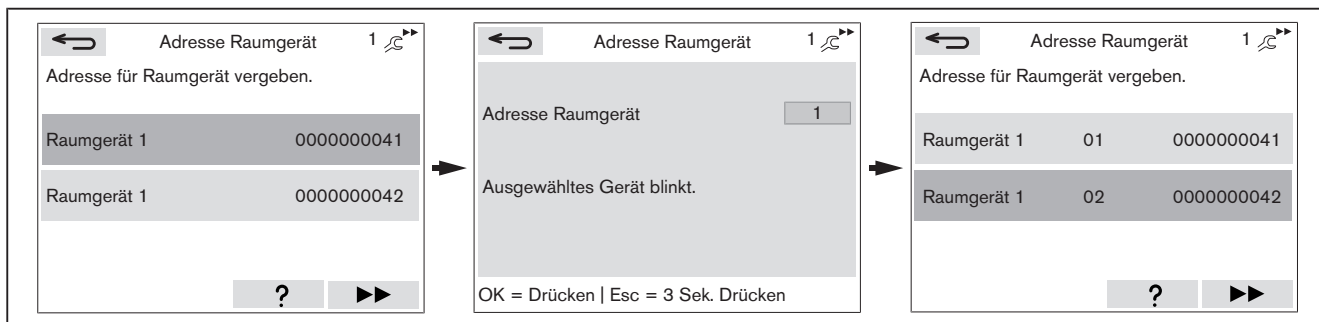 Adresse Raumgerät 1
Adresse für Raumgerät vergeben.
Raumgerät 1 0000000041
Raumgerät 1 0000000042
?
Adresse Raumgerät 1
Adresse Raumgerät 1
Ausgewähltes Gerät blinkt.
OK = Drücken | Esc = 3 Sek. Drücken
Adresse Raumgerät 1
Adresse für Raumgerät vergeben.
Raumgerät 1 01 0000000041
Raumgerät 1 02 0000000042
?